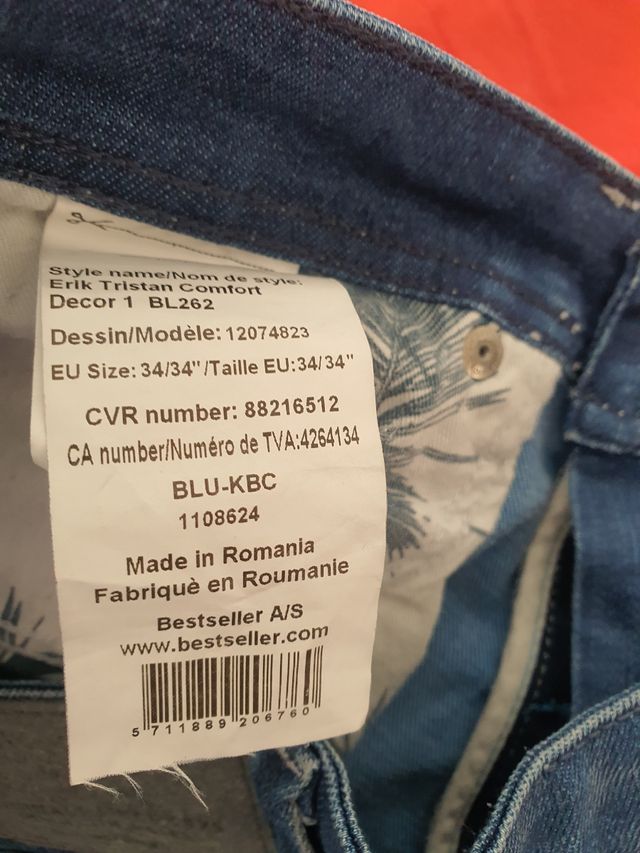 Style name/Nom de style:
Erik Tristan Comfort
Decor 1 BL262
Dessin/Modèle: 12074823
EU Size: 34/34"/Taille EU:34/34"
CVR number: 88216512
CA number/Numéro de TVA:4264134
BLU-KBC
1108624
Made in Romania
Fabriquè en Roumanie
Bestseller A/S
www.bestseller.com
5 711889 206760